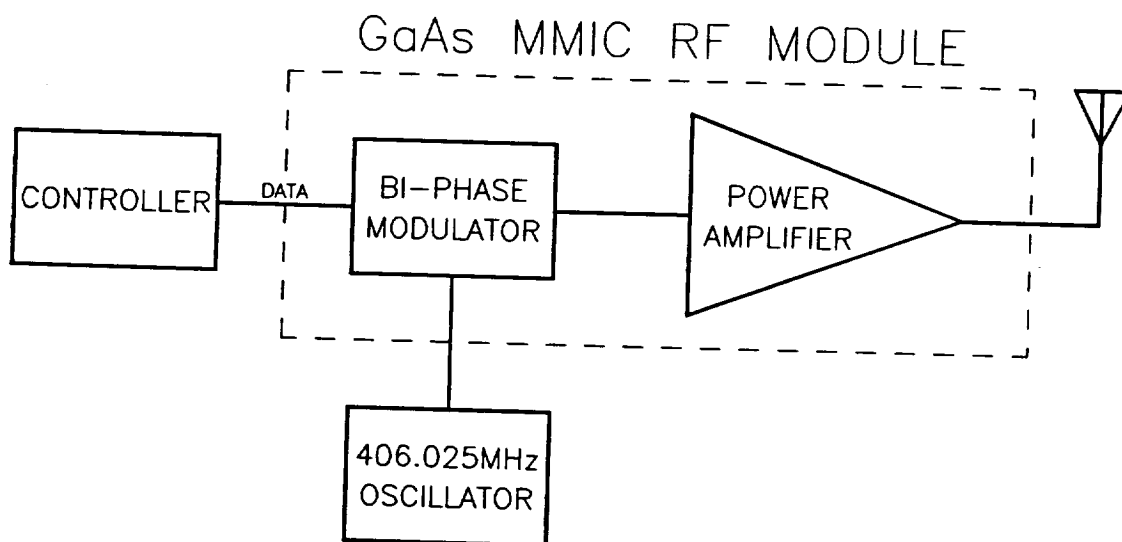 GaAs MMIC RF MODULE
CONTROLLER
DATA
BI-PHASE
MODULATOR
POWER
AMPLIFIER
406.025MHz
OSCILLATOR